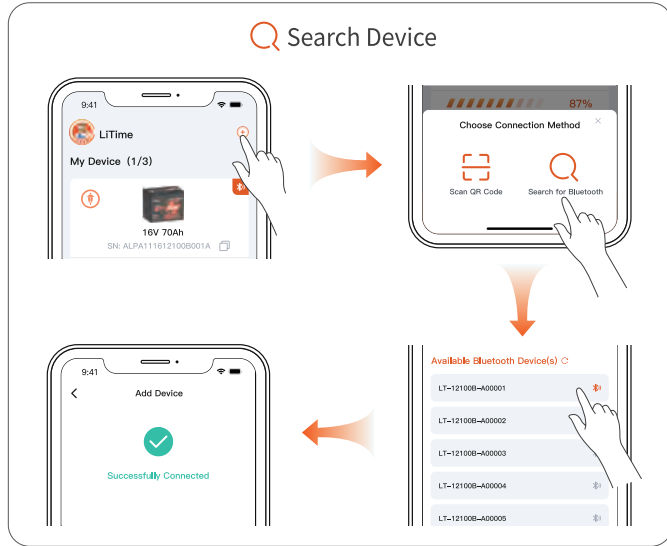 Search Device
9:41
LiTime
My Device (1/3)
16V 70Ah
SN: ALPA111612100B001A
87%
Choose Connection Method
Scan QR Code
Search for Bluetooth
Available Bluetooth Device(s)
LT-12100B-A00001
LT-12100B-A00002
LT-12100B-A00003
LT-12100B-A00004
LT-12100B-A00005
9:41
Add Device
Successfully Connected